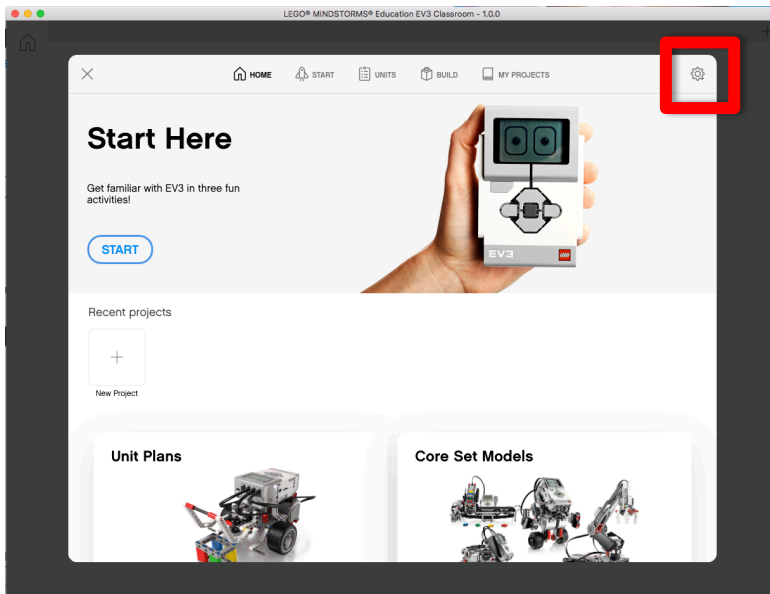 LEGO® MINDSTORMS® Education EV3 Classroom - 1.0.0
HOME START UNITS BUILD MY PROJECTS
Start Here
Get familiar with EV3 in three fun
activities!
START
EV3 LEGO
Recent projects
New Project
Unit Plans Core Set Models